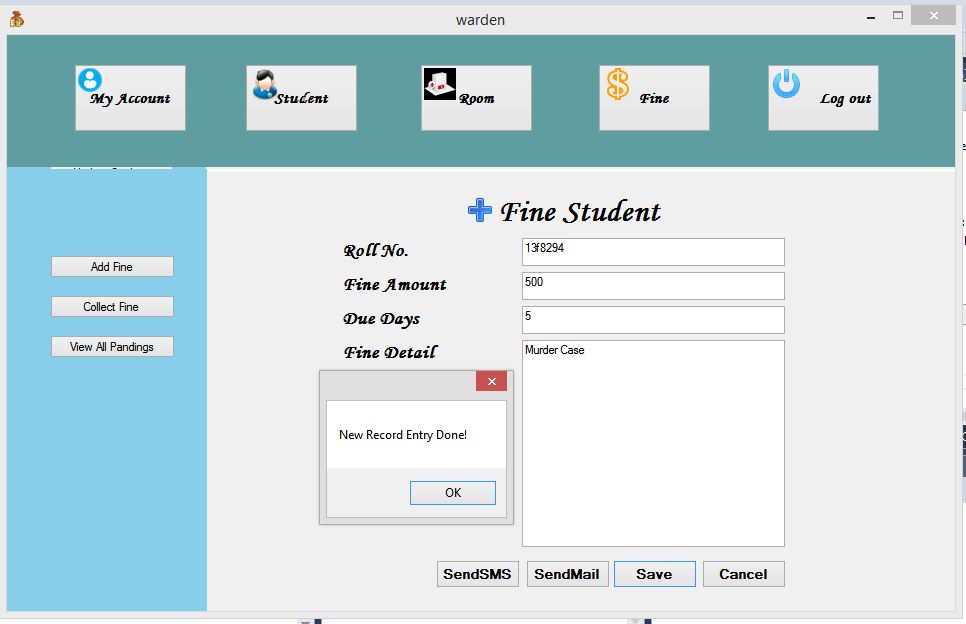 warden
My Account
Student
Room
Fine
Log out
Fine Student
Roll No.
13f8294
Fine Amount
500
Due Days
5
Fine Detail
Murder Case
Add Fine
Collect Fine
View All Pandings
New Record Entry Done!
OK
SendSMS
SendMail
Save
Cancel